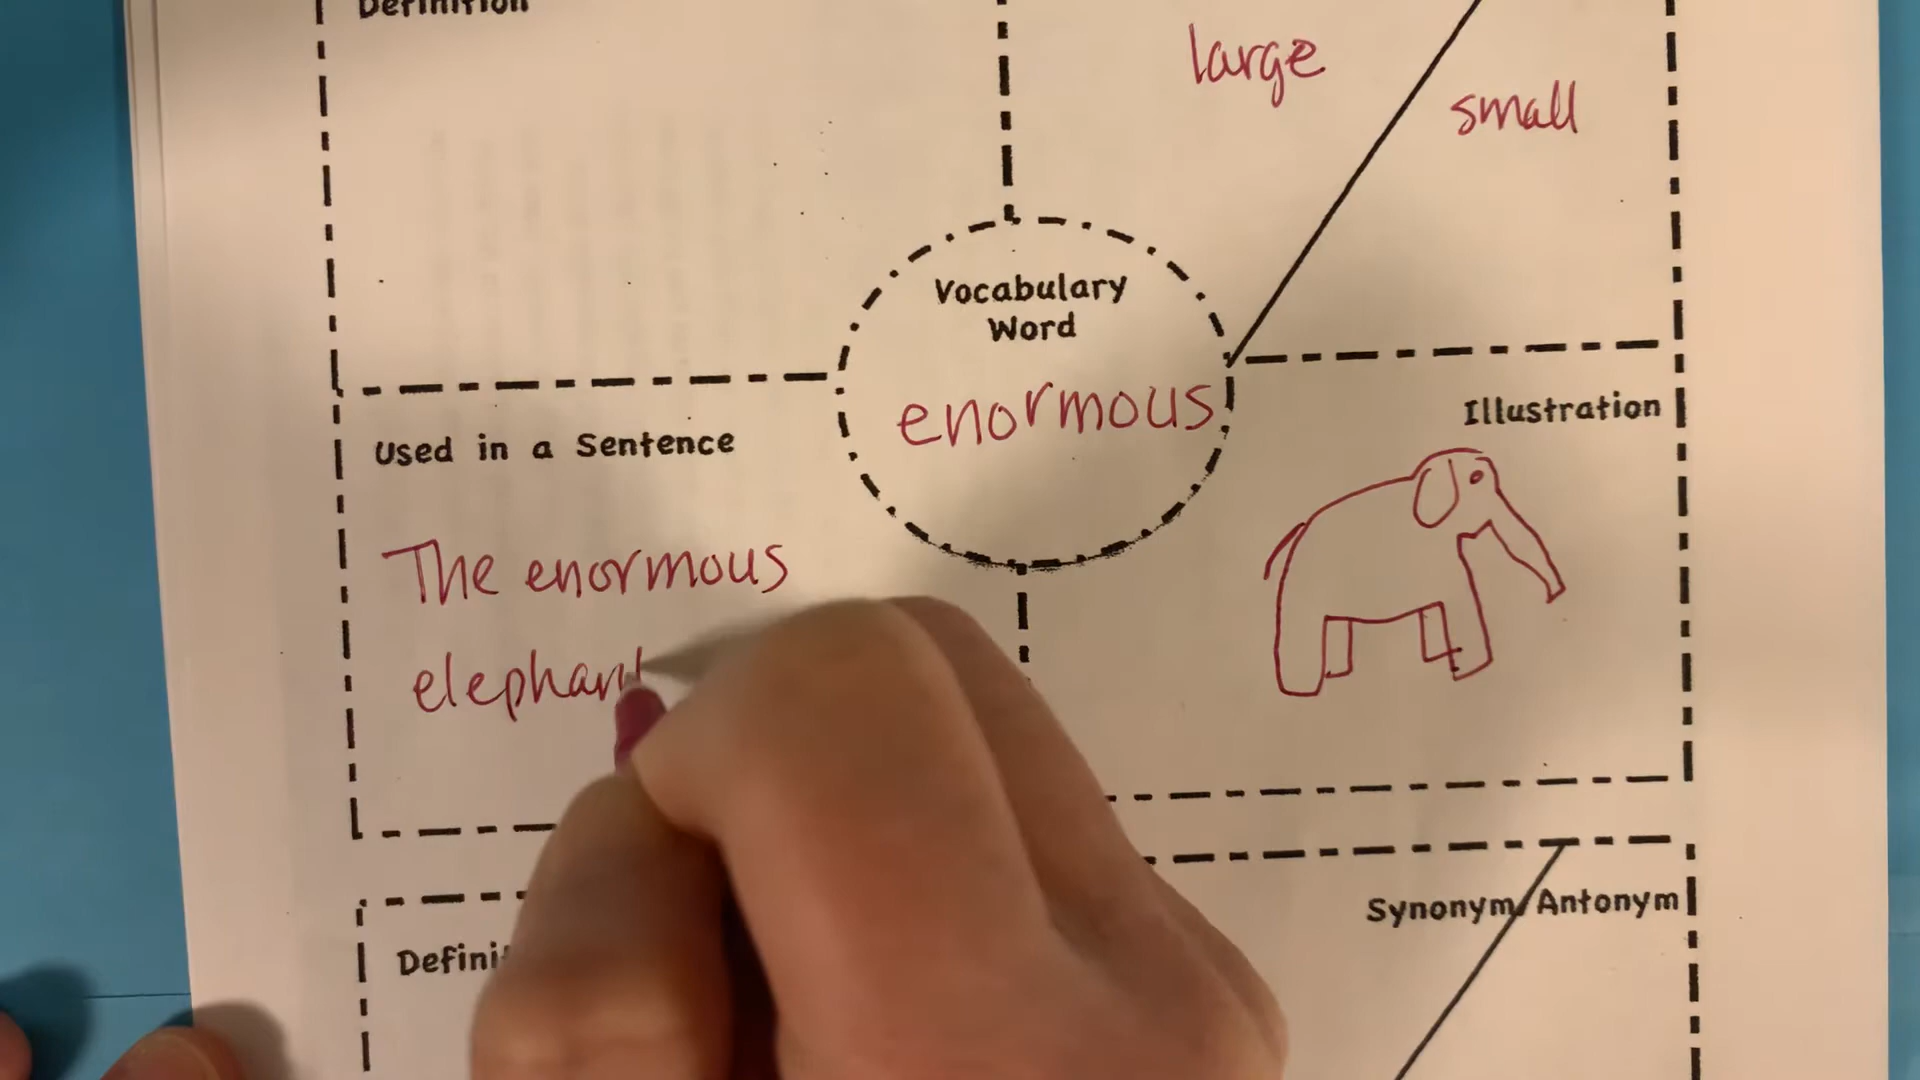 Definition
large
small
Vocabulary
Word
enormous
Used in a Sentence
Illustration
The enormous
Synonym/Antonym